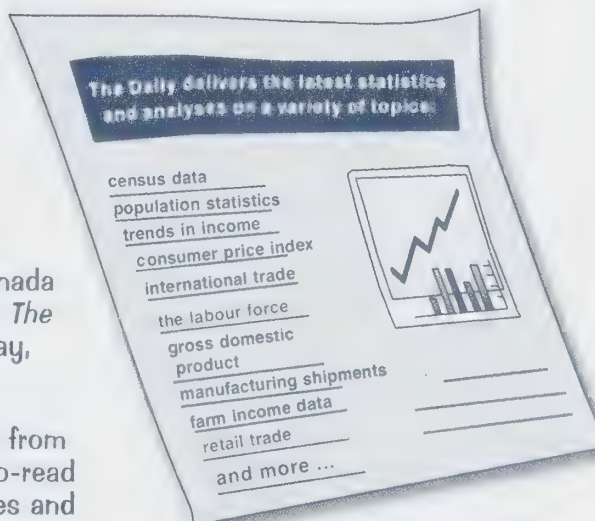 The Daily delivers the latest statistics
and analyses on a variety of topics:
census data
population statistics
trends in income
consumer price index
international trade
the labour force
gross domestic
product
manufacturing shipments
farm income data
retail trade
and more ...
nada
The
ay,
from
o-read
es and